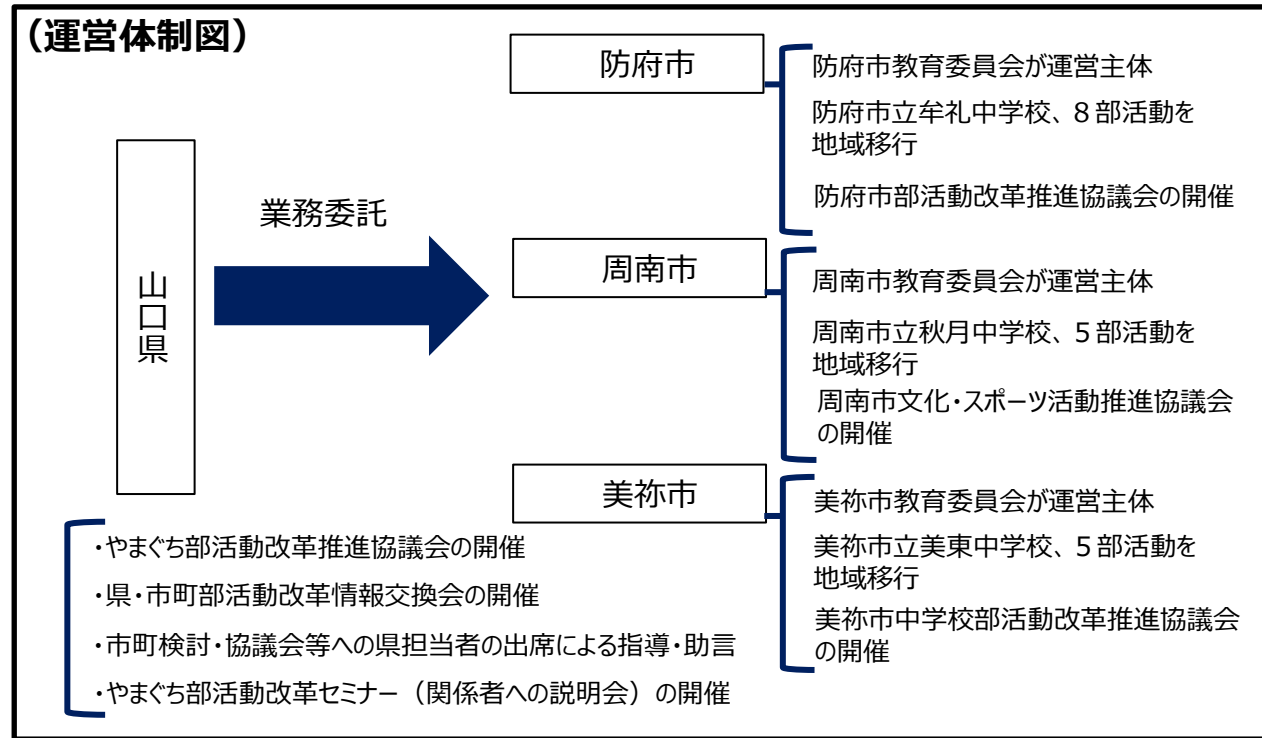 （運営体制図）
山口県
業務委託
・やまぐち部活動改革推進協議会の開催
・県・市町部活動改革情報交換会の開催
・市町検討・協議会等への県担当者の出席による指導・助言
・やまぐち部活動改革セミナー（関係者への説明会）の開催
防府市
防府市教育委員会が運営主体
防府市立牟礼中学校、８部活動を
地域移行
防府市部活動改革推進協議会の開催
周南市
周南市教育委員会が運営主体
周南市立秋月中学校、５部活動を
地域移行
周南市文化・スポーツ活動推進協議会
の開催
美祢市
美祢市教育委員会が運営主体
美祢市立美東中学校、５部活動を
地域移行
美祢市中学校部活動改革推進協議会
の開催